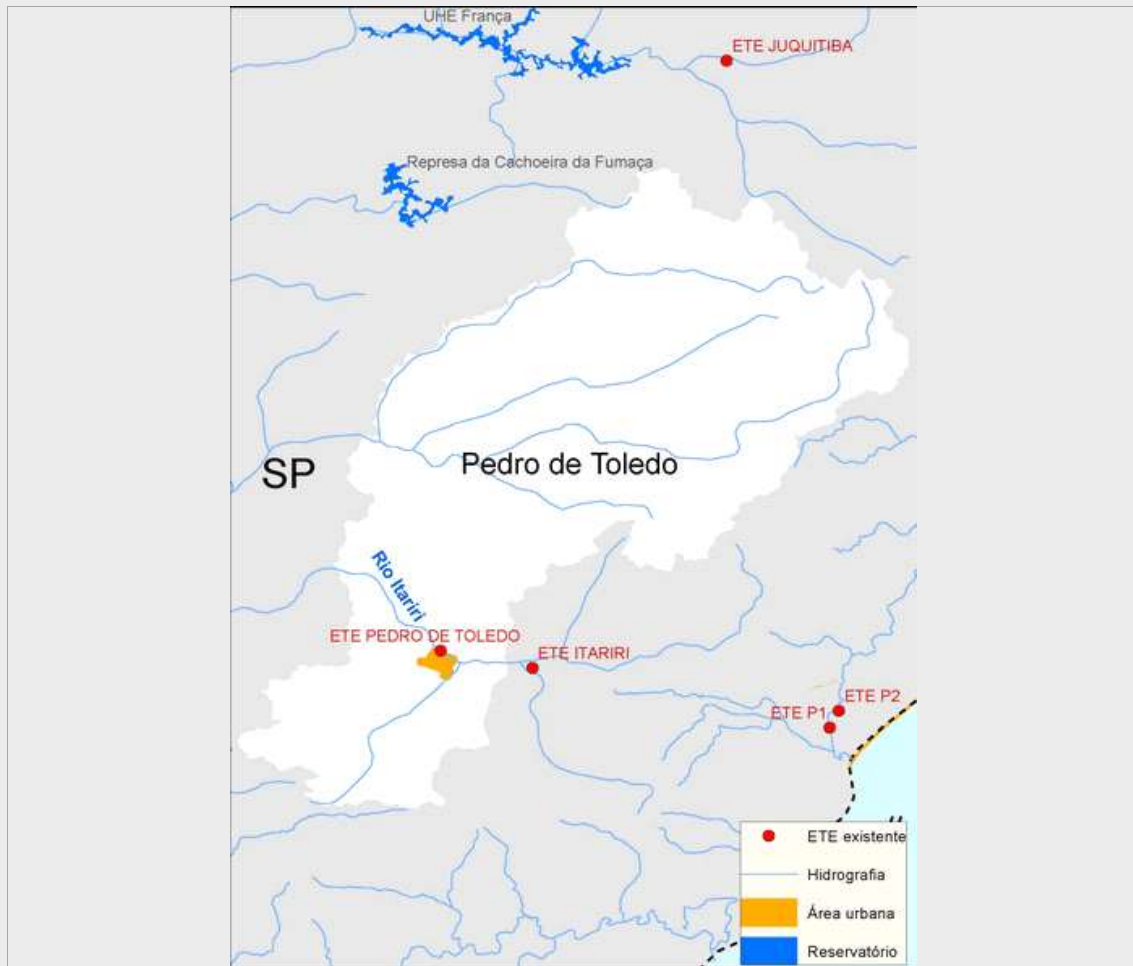 UHE França
ETE JUQUITIBA
Represa da Cachoeira da Fumaça
SP
Pedro de Toledo
Rio Itariri
ETE PEDRO DE TOLEDO
ETE ITARIRI
ETE P2
ETE P1
ETE existente
Hidrografia
Área urbana
Reservatório